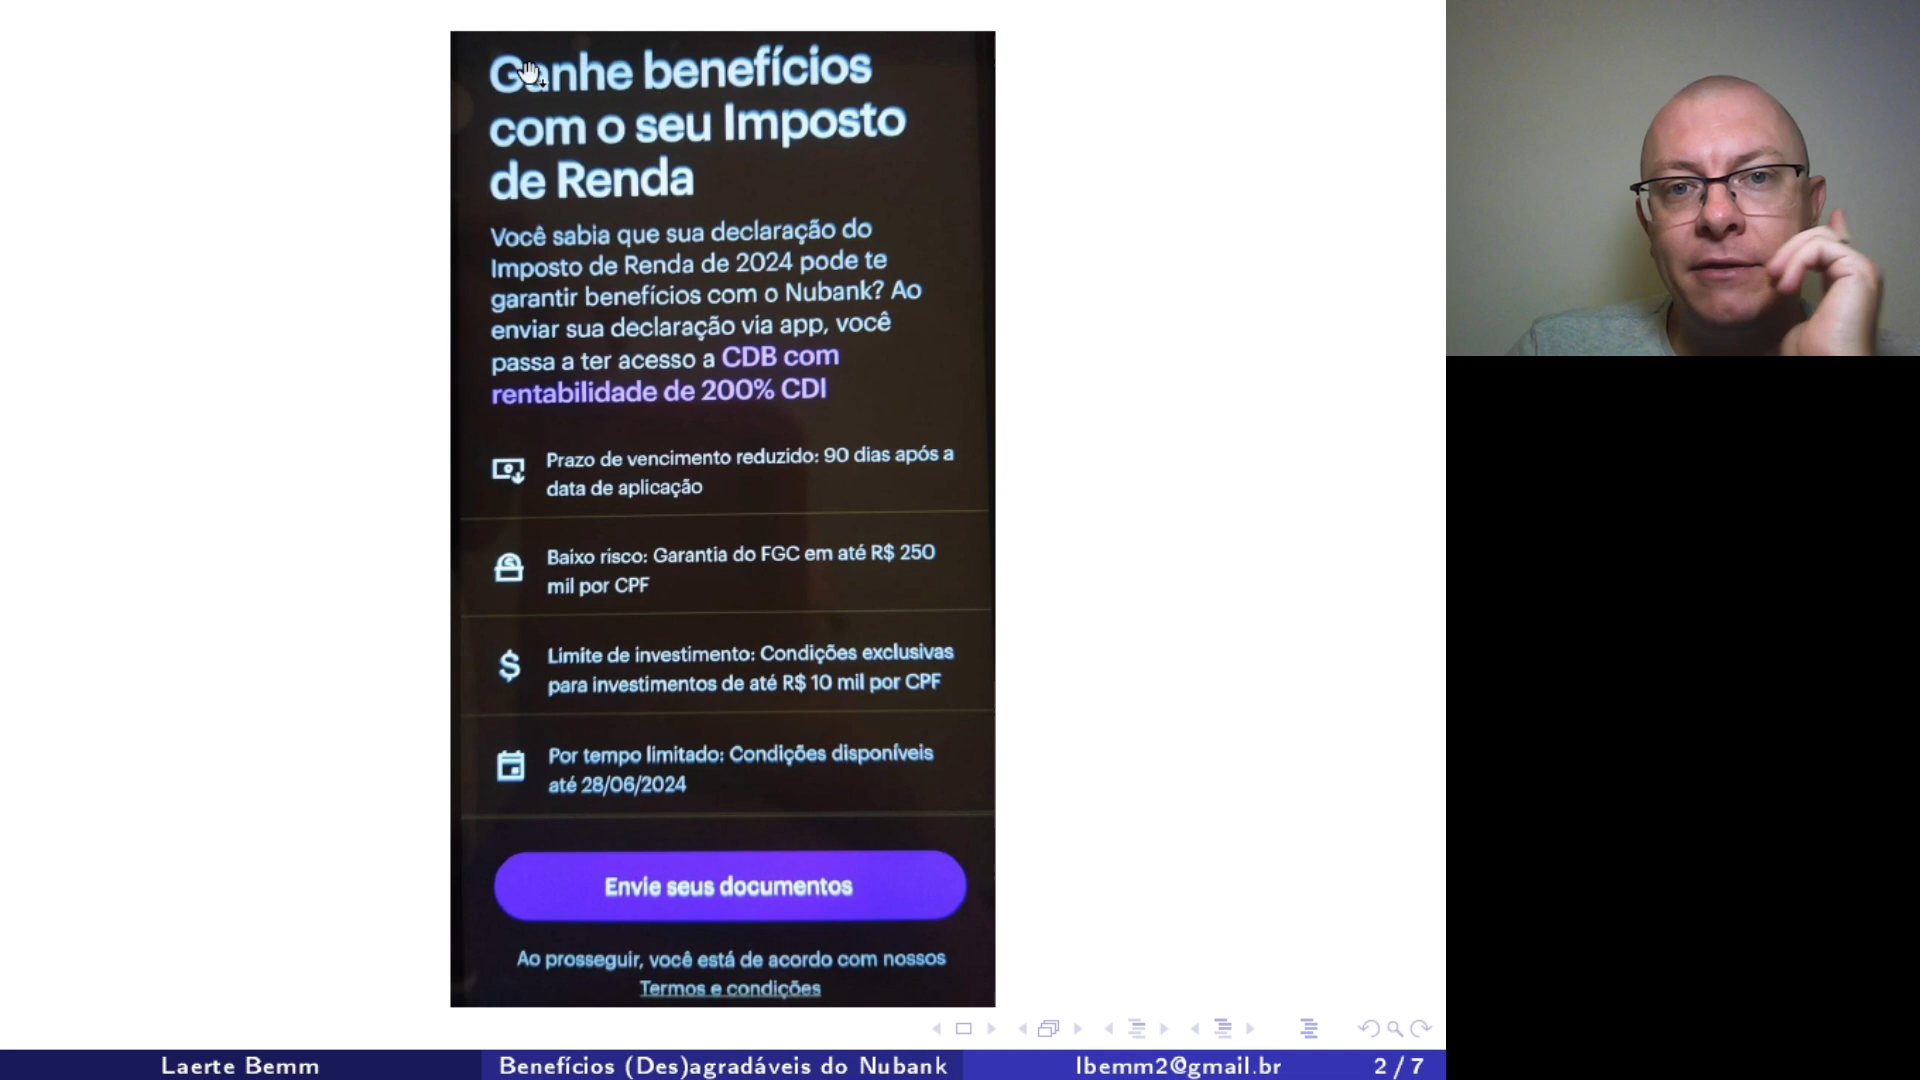 Ganhe benefícios
com o seu Imposto
de Renda
Você sabia que sua declaração do
Imposto de Renda de 2024 pode te
garantir benefícios com o Nubank? Ao
enviar sua declaração via app, você
passa a ter acesso a CDB com
rentabilidade de 200% CDI
Prazo de vencimento reduzido: 90 dias após a
data de aplicação
Baixo risco: Garantia do FGC em até R$ 250
mil por CPF
Limite de investimento: Condições exclusivas
para investimentos de até R$ 10 mil por CPF
Por tempo limitado: Condições disponíveis
até 28/06/2024
Envie seus documentos
Ao prosseguir, você está de acordo com nossos
Termos e condições
Laerte Bemm
Benefícios (Des)agradáveis do Nubank
lbemm2@gmail.br
2 / 7